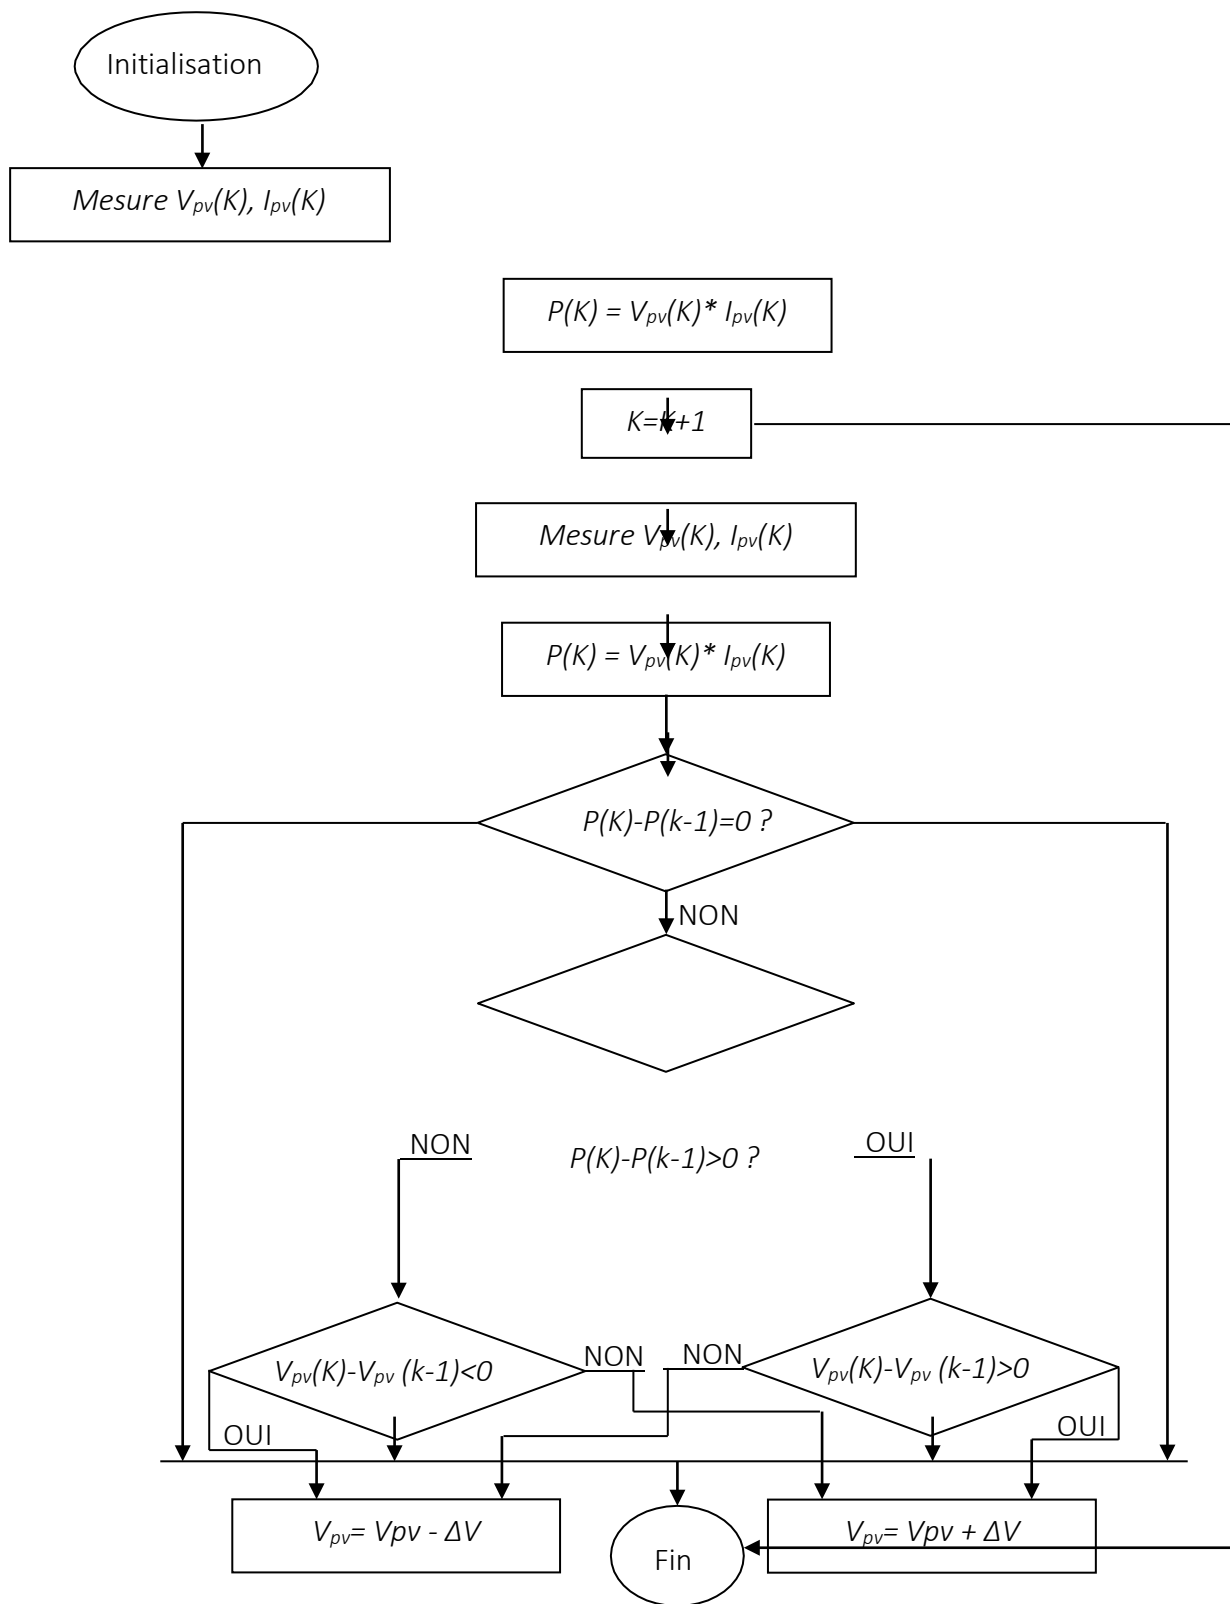 Initialisation
Mesure Vpv(K), Ipv(K)
P(K) = Vpv(K)* Ipv(K)
K=K+1
Mesure Vpv(K), Ipv(K)
P(K) = Vpv(K)* Ipv(K)
P(K)-P(k-1)=0 ?
NON
NON
P(K)-P(k-1)>0 ?
OUI
Vpv(K)-Vpv (k-1)<0
NON
NON
Vpv(K)-Vpv (k-1)>0
OUI
OUI
Vpv= Vpv - ΔV
Fin
Vpv= Vpv + ΔV